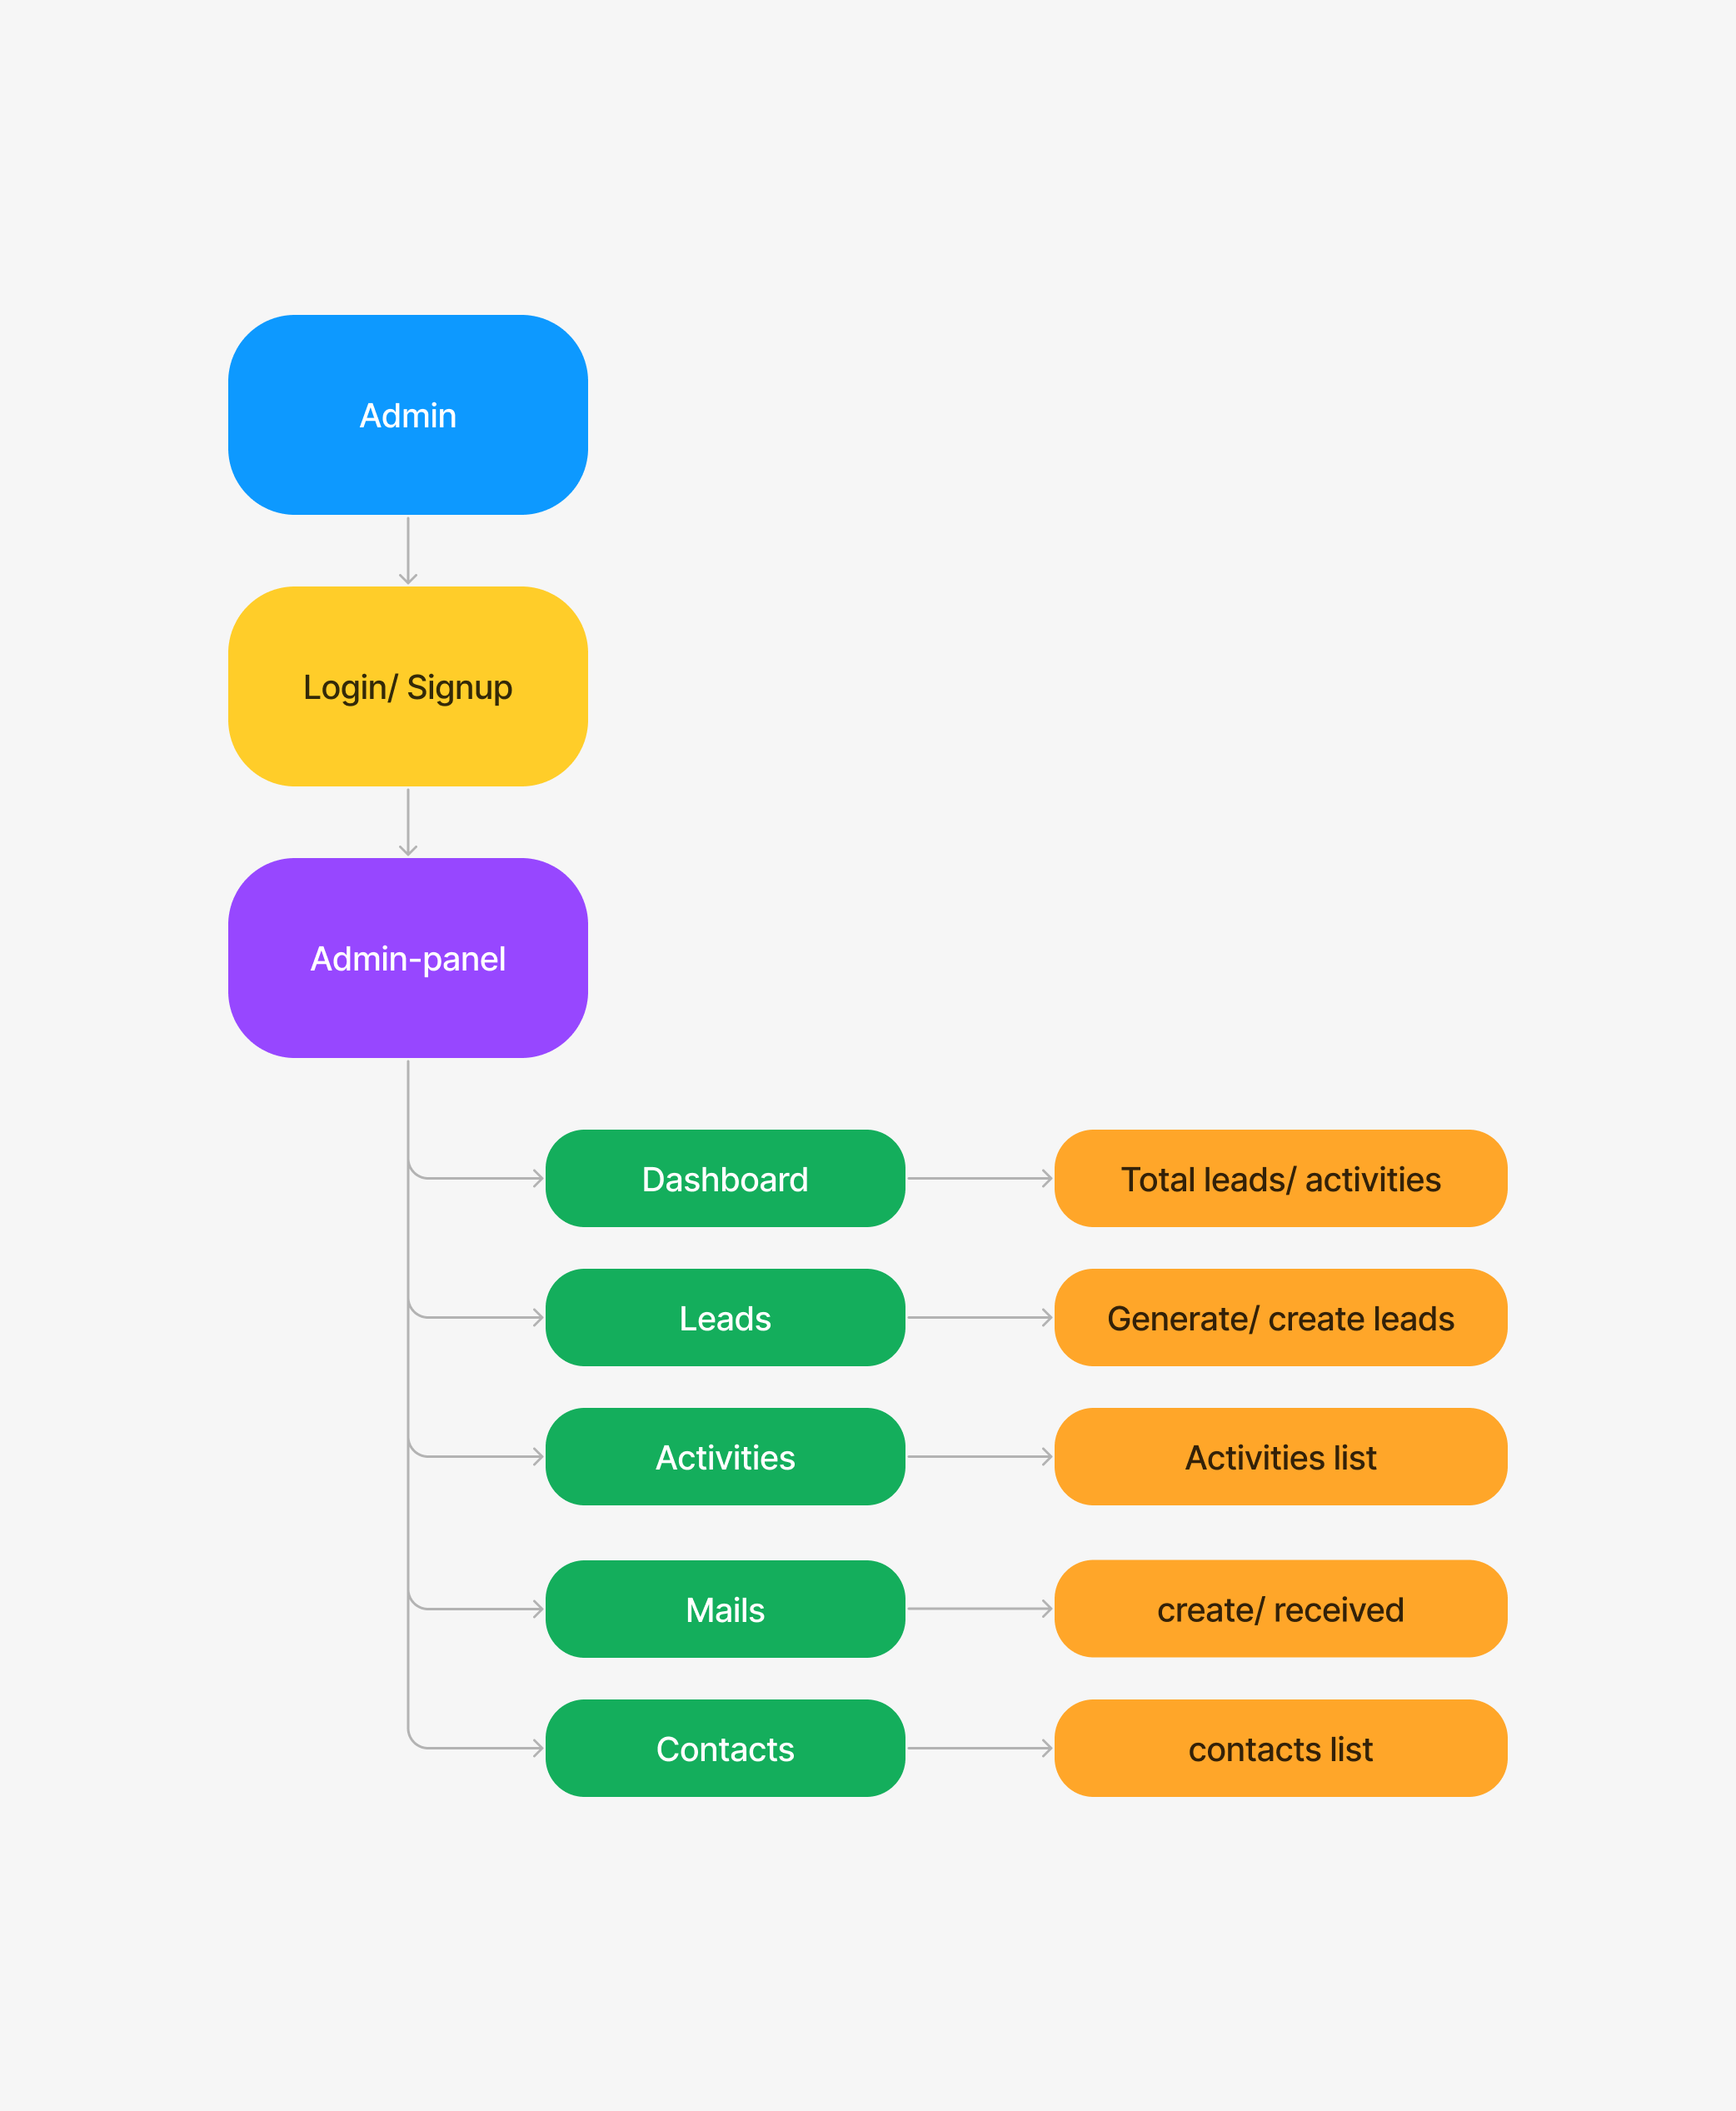 Admin
Login/ Signup
Admin-panel
Dashboard
Total leads/ activities
Leads
Generate/ create leads
Activities
Activities list
Mails
create/ received
Contacts
contacts list